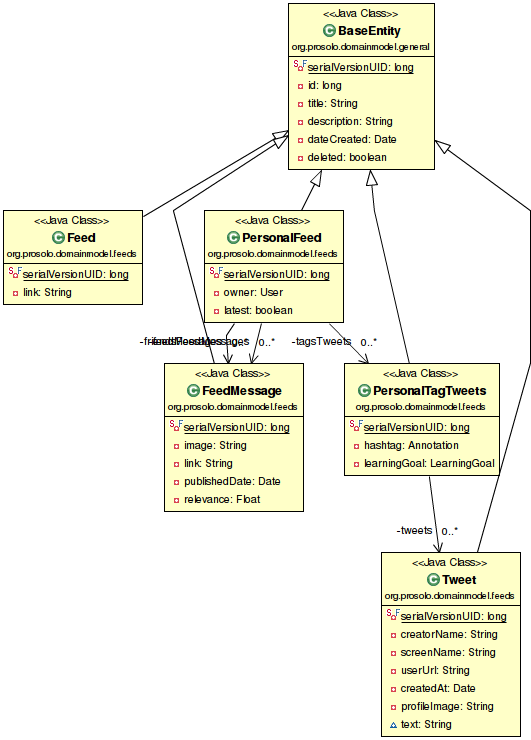 <<Java Class>>
BaseEntity
org.prosolo.domainmodel.general
serialVersionUID: long
id: long
title: String
description: String
dateCreated: Date
deleted: boolean
<<Java Class>>
Feed
org.prosolo.domainmodel.feeds
serialVersionUID: long
link: String
<<Java Class>>
PersonalFeed
org.prosolo.domainmodel.feeds
serialVersionUID: long
owner: User
latest: boolean
0..*
0..*
-tagsTweets 0..*
<<Java Class>>
FeedMessage
org.prosolo.domainmodel.feeds
serialVersionUID: long
image: String
link: String
publishedDate: Date
relevance: Float
<<Java Class>>
PersonalTagTweets
org.prosolo.domainmodel.feeds
serialVersionUID: long
hashtag: Annotation
learningGoal: LearningGoal
-tweets 0..*
<<Java Class>>
Tweet
org.prosolo.domainmodel.feeds
serialVersionUID: long
creatorName: String
screenName: String
userUrl: String
createdAt: Date
profileImage: String
text: String